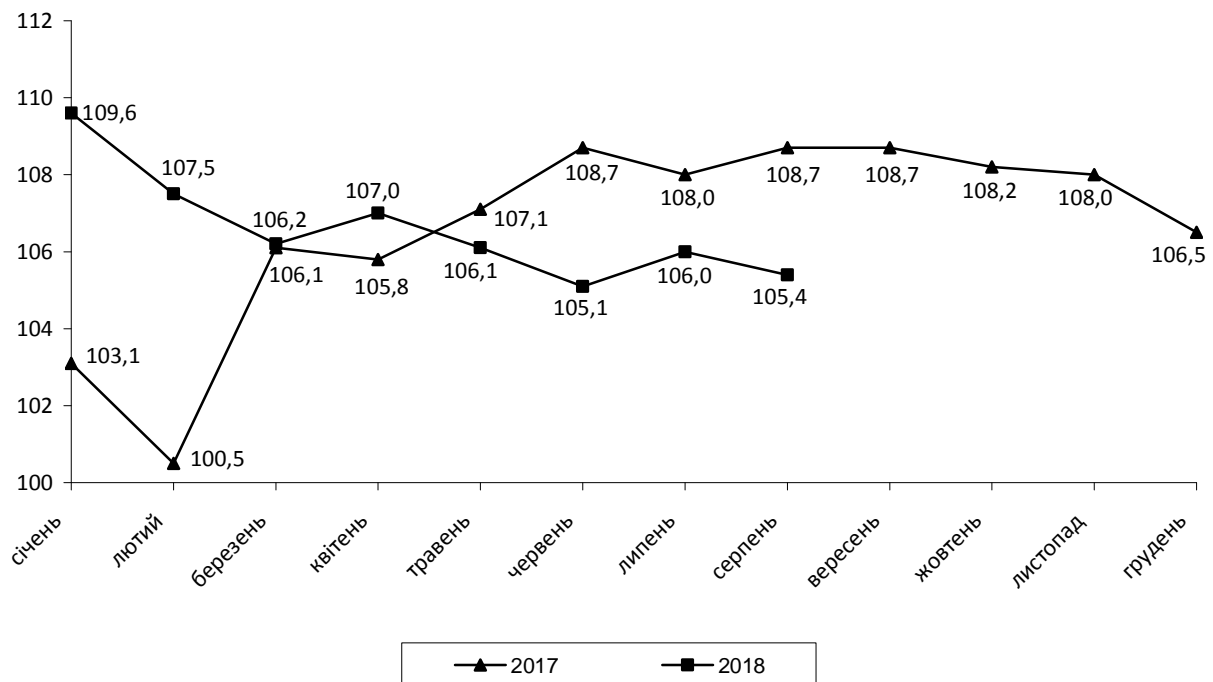 112
110
108
106
104
102
100
109,6
107,5
106,2
107,0
106,1
105,1
106,0
105,4
103,1
100,5
106,1
105,8
107,1
108,7
108,0
108,7
108,7
108,2
108,0
106,5
січень
лютий
березень
квітень
травень
червень
липень
серпень
вересень
жовтень
листопад
грудень
2017
2018